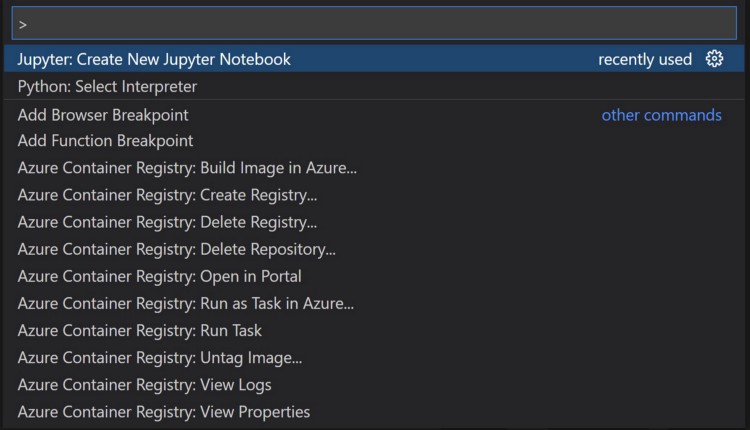 >
Jupyter: Create New Jupyter Notebook recently used
Python: Select Interpreter
Add Browser Breakpoint other commands
Add Function Breakpoint
Azure Container Registry: Build Image in Azure...
Azure Container Registry: Create Registry...
Azure Container Registry: Delete Registry...
Azure Container Registry: Delete Repository...
Azure Container Registry: Open in Portal
Azure Container Registry: Run as Task in Azure...
Azure Container Registry: Run Task
Azure Container Registry: Untag Image...
Azure Container Registry: View Logs
Azure Container Registry: View Properties